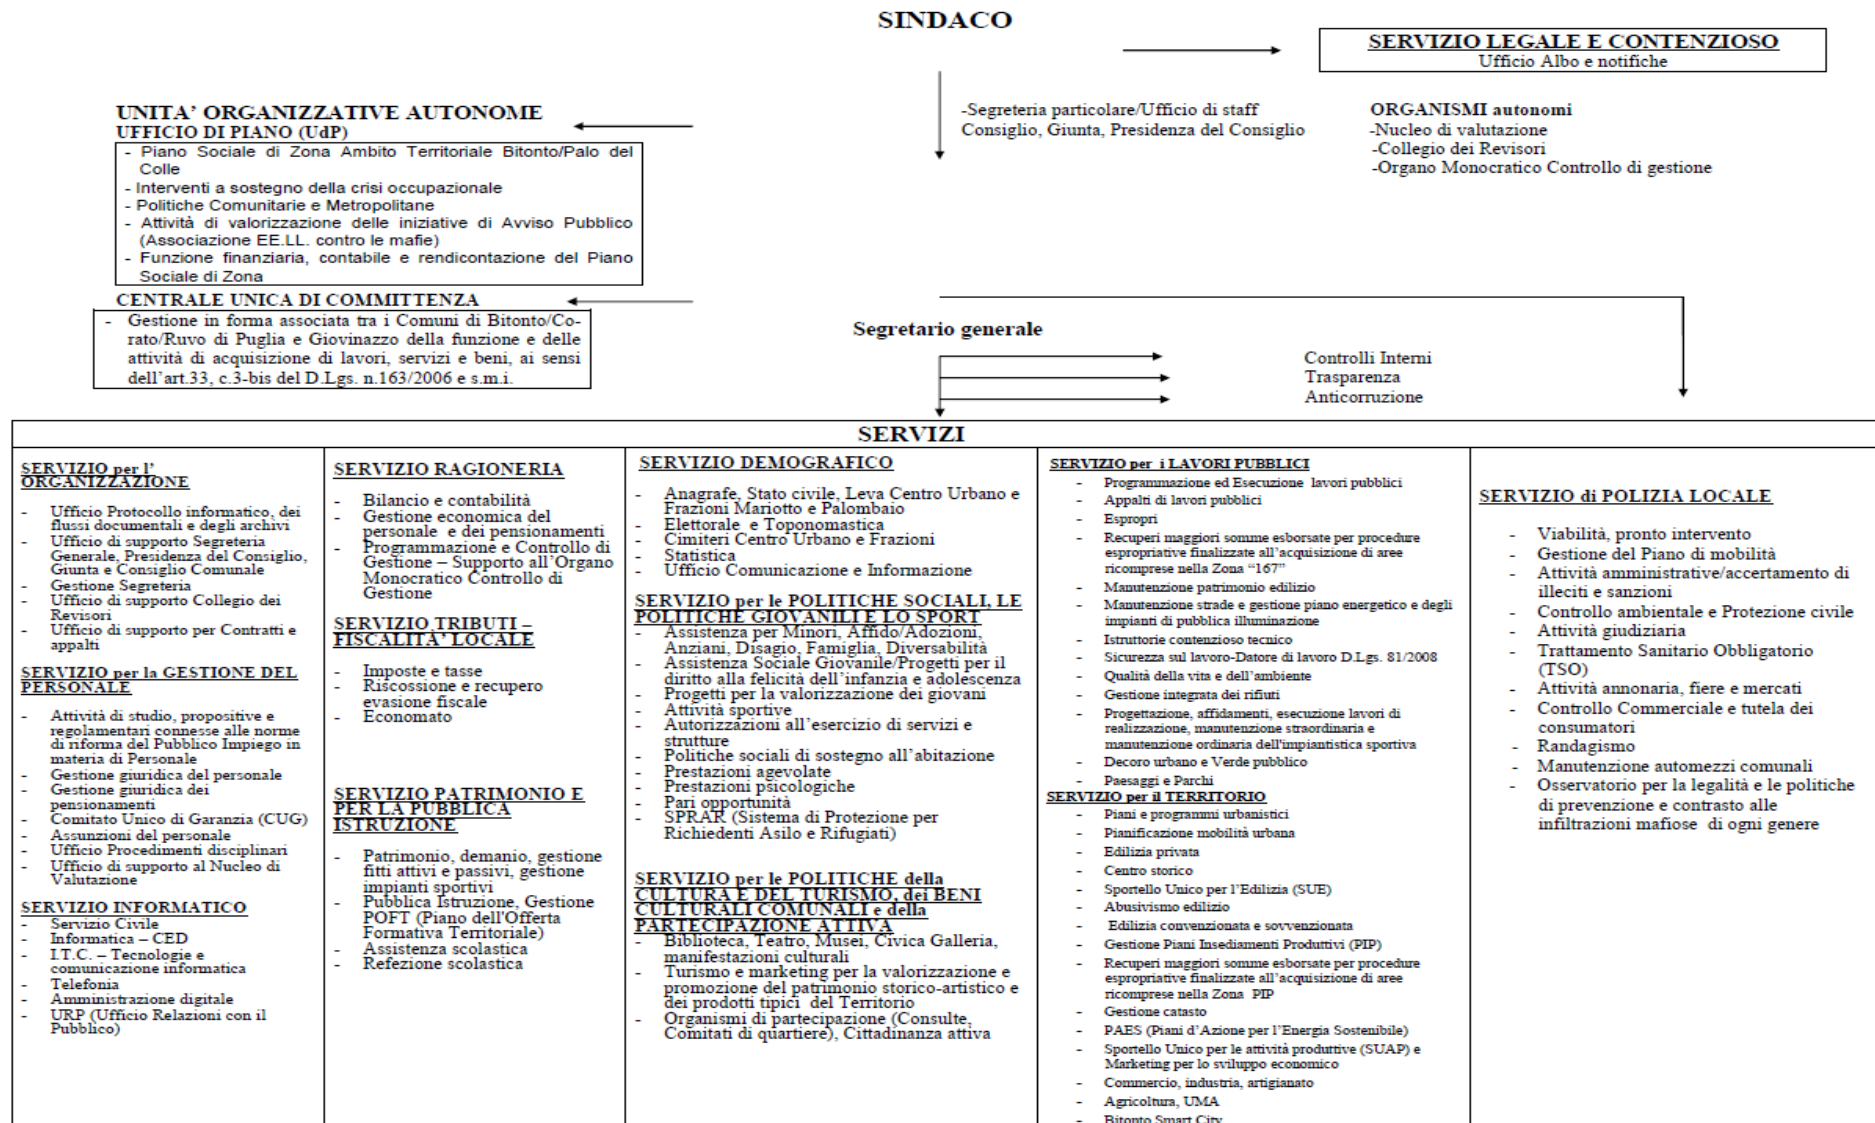 SINDACO
SERVIZIO LEGALE E CONTENZIOSO
Ufficio Albo e notifiche
UNITA’ ORGANIZZATIVE AUTONOME
UFFICIO DI PIANO (UdP)
- Piano Sociale di Zona Ambito Territoriale Bitonto/Palo del
Colle
- Interventi a sostegno della crisi occupazionale
- Politiche Comunitarie e Metropolitane
- Attività di valorizzazione delle iniziative di Avviso Pubblico
(Associazione EE.LL. contro le mafie)
- Funzione finanziaria, contabile e rendicontazione del Piano
Sociale di Zona
-Segreteria particolare/Ufficio di staff
Consiglio, Giunta, Presidenza del Consiglio
ORGANISMI autonomi
-Nucleo di valutazione
-Collegio dei Revisori
-Organo Monocratico Controllo di gestione
CENTRALE UNICA DI COMMITTENZA
- Gestione in forma associata tra i Comuni di Bitonto/Co-
rato/Ruvo di Puglia e Giovinazzo della funzione e delle
attività di acquisizione di lavori, servizi e beni, ai sensi
dell’art.33, c.3-bis del D.Lgs. n.163/2006 e s.m.i.
Segretario generale
Controlli Interni
Trasparenza
Anticorruzione
SERVIZI
SERVIZIO per l’
ORGANIZZAZIONE
- Ufficio Protocollo informatico, dei
flussi documentali e degli archivi
- Ufficio di supporto Segreteria
Generale, Presidenza del Consiglio,
Giunta e Consiglio Comunale
- Gestione Segreteria
- Ufficio di supporto Collegio dei
Revisori
- Ufficio di supporto per Contratti e
appalti
SERVIZIO per la GESTIONE DEL
PERSONALE
- Attività di studio, propositive e
regolamentari connesse alle norme
di riforma del Pubblico Impiego in
materia di Personale
- Gestione giuridica del personale
- Gestione giuridica dei
pensionamenti
- Comitato Unico di Garanzia (CUG)
- Assunzioni del personale
- Ufficio Procedimenti disciplinari
- Ufficio di supporto al Nucleo di
Valutazione
SERVIZIO INFORMATICO
- Servizio Civile
- Informatica – CED
- I.T.C. – Tecnologie e
comunicazione informatica
- Telefonia
- Amministrazione digitale
- URP (Ufficio Relazioni con il
Pubblico)
SERVIZIO RAGIONERIA
- Bilancio e contabilità
- Gestione economica del
personale e dei pensionamenti
- Programmazione e Controllo di
Gestione – Supporto all’Organo
Monocratico Controllo di
Gestione
SERVIZIO TRIBUTI –
FISCALITA’ LOCALE
- Imposte e tasse
- Riscossione e recupero
evasione fiscale
- Economato
SERVIZIO PATRIMONIO E
PER LA PUBBLICA
ISTRUZIONE
- Patrimonio, demanio, gestione
fitti attivi e passivi, gestione
impianti sportivi
- Pubblica Istruzione, Gestione
POFT (Piano dell'Offerta
Formativa Territoriale)
- Assistenza scolastica
- Refezione scolastica
SERVIZIO DEMOGRAFICO
- Anagrafe, Stato civile, Leva Centro Urbano e
Frazioni Mariotto e Palombaio
- Elettorale e Toponomastica
- Cimiteri Centro Urbano e Frazioni
- Statistica
- Ufficio Comunicazione e Informazione
SERVIZIO per le POLITICHE SOCIALI, LE
POLITICHE GIOVANILI E LO SPORT
- Assistenza per Minori, Affido/Adozioni,
Anziani, Disagio, Famiglia, Diversabilità
- Assistenza Sociale Giovanile/Progetti per il
diritto alla felicità dell’infanzia e adolescenza
- Progetti per la valorizzazione dei giovani
- Attività sportive
- Autorizzazioni all’esercizio di servizi e
strutture
- Politiche sociali di sostegno all’abitazione
- Prestazioni agevolate
- Prestazioni psicologiche
- Pari opportunità
- SPRAR (Sistema di Protezione per
Richiedenti Asilo e Rifugiati)
SERVIZIO per le POLITICHE della
CULTURA E DEL TURISMO, dei BENI
CULTURALI COMUNALI e della
PARTECIPAZIONE ATTIVA
- Biblioteca, Teatro, Musei, Civica Galleria,
manifestazioni culturali
- Turismo e marketing per la valorizzazione e
promozione del patrimonio storico-artistico e
dei prodotti tipici del Territorio
- Organismi di partecipazione (Consulte,
Comitati di quartiere), Cittadinanza attiva
SERVIZIO per i LAVORI PUBBLICI
- Programmazione ed Esecuzione lavori pubblici
- Appalti di lavori pubblici
- Espropri
- Recuperi maggiori somme esborsate per procedure
espropriative finalizzate all’acquisizione di aree
ricomprese nella Zona “167”
- Manutenzione patrimonio edilizio
- Manutenzione strade e gestione piano energetico e degli
impianti di pubblica illuminazione
- Istruttorie contenzioso tecnico
- Sicurezza sul lavoro-Datore di lavoro D.Lgs. 81/2008
- Qualità della vita e dell’ambiente
- Gestione integrata dei rifiuti
- Progettazione, affidamenti, esecuzione lavori di
realizzazione, manutenzione straordinaria e
manutenzione ordinaria dell'impiantistica sportiva
- Decoro urbano e Verde pubblico
- Paesaggi e Parchi
SERVIZIO per il TERRITORIO
- Piani e programmi urbanistici
- Pianificazione mobilità urbana
- Edilizia privata
- Centro storico
- Sportello Unico per l’Edilizia (SUE)
- Abusivismo edilizio
- Edilizia convenzionata e sovvenzionata
- Gestione Piani Insediamenti Produttivi (PIP)
- Recuperi maggiori somme esborsate per procedure
espropriative finalizzate all’acquisizione di aree
ricomprese nella Zona PIP
- Gestione catasto
- PAES (Piani d’Azione per l’Energia Sostenibile)
- Sportello Unico per le attività produttive (SUAP) e
Marketing per lo sviluppo economico
- Commercio, industria, artigianato
- Agricoltura, UMA
- Bitonto Smart City
SERVIZIO di POLIZIA LOCALE
- Viabilità, pronto intervento
- Gestione del Piano di mobilità
- Attività amministrative/accertamento di
illeciti e sanzioni
- Controllo ambientale e Protezione civile
- Attività giudiziaria
- Trattamento Sanitario Obbligatorio
(TSO)
- Attività annonaria, fiere e mercati
- Controllo Commerciale e tutela dei
consumatori
- Randagismo
- Manutenzione automezzi comunali
- Osservatorio per la legalità e le politiche
di prevenzione e contrasto alle
infiltrazioni mafiose di ogni genere